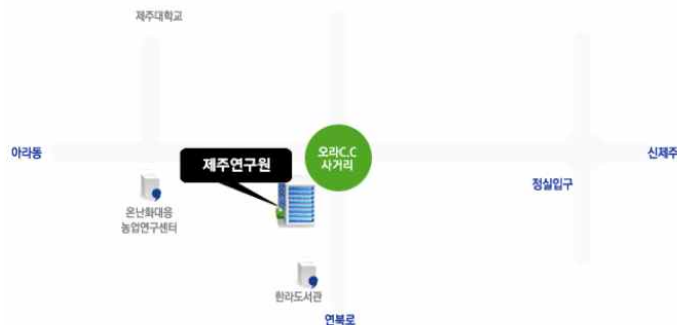 제주대학교
아라동
제주연구원
오라C.C
사거리
신제주
정실입구
온난화대응
농업연구센터
한라도서관
연북로